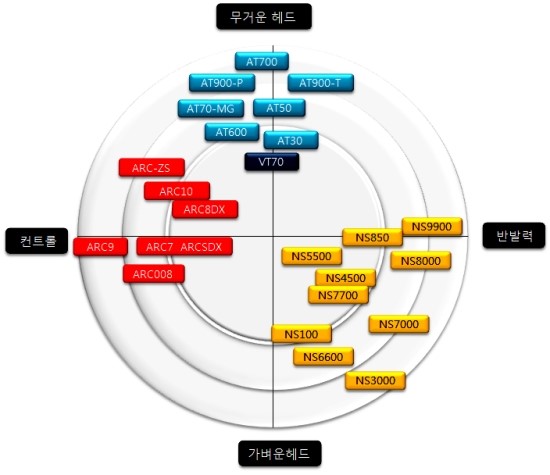 무거운 헤드
AT700
AT900-P AT900-T
AT70-MG AT50
AT600 AT30
VT70
ARC-ZS
ARC10
ARC8DX
컨트롤
반발력
NS9900
NS850
ARC9 ARC7 ARCSDX
NS5500 NS8000
ARC008 NS4500
NS7700
NS7000
NS100
NS6600
NS3000
가벼운헤드